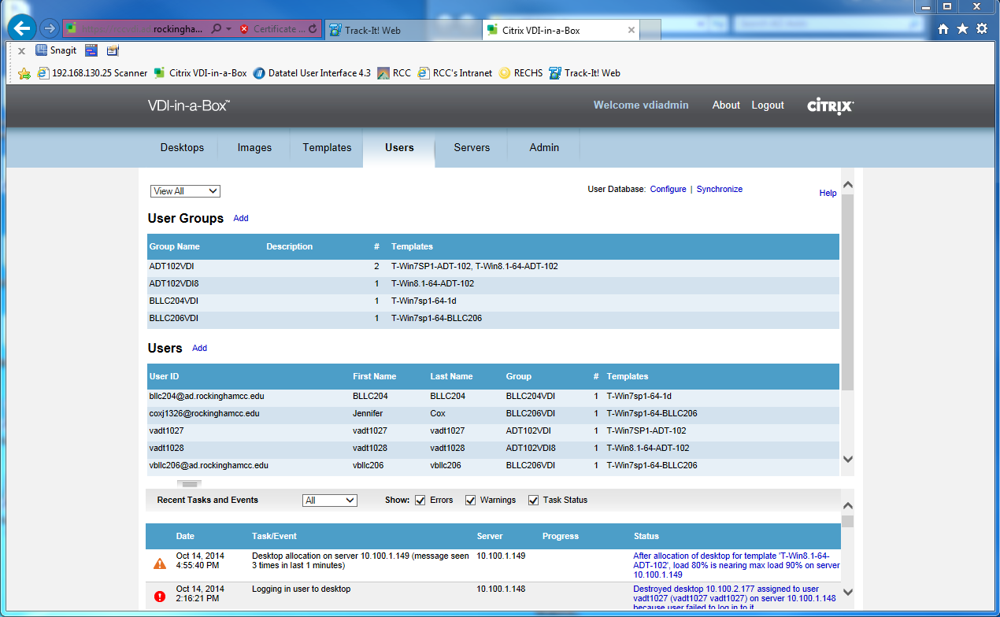 rockingha...
Certificate ...
Track-It! Web
Citrix VDI-in-a-Box
x
Snagit
192.168.130.25 Scanner
Citrix VDI-in-a-Box
Datatel User Interface 4.3
RCC
RCC's Intranet
RECHS
Track-It! Web
VDI-in-a-Box™
Welcome vdiadmin
About
Logout
CITRIX
Desktops
Images
Templates
Users
Servers
Admin
View All
User Database: Configure | Synchronize
Help
User Groups Add
Group Name Description # Templates
ADT102VDI 2 T-Win7SP1-ADT-102, T-Win8.1-64-ADT-102
ADT102VDI8 1 T-Win8.1-64-ADT-102
BLLC204VDI 1 T-Win7sp1-64-1d
BLLC206VDI 1 T-Win7sp1-64-BLLC206
Users Add
User ID First Name Last Name Group # Templates
bllc204@ad.rockinghamcc.edu BLLC204 BLLC204 BLLC204VDI 1 T-Win7sp1-64-1d
coxj1326@rockinghamcc.edu Jennifer Cox BLLC206VDI 1 T-Win7sp1-64-BLLC206
vadt1027 vadt1027 vadt1027 ADT102VDI 1 T-Win7SP1-ADT-102
vadt1028 vadt1028 vadt1028 ADT102VDI8 1 T-Win8.1-64-ADT-102
vbllc206@ad.rockinghamcc.edu vbllc206 vbllc206 BLLC206VDI 1 T-Win7sp1-64-BLLC206
Recent Tasks and Events All Show: Errors Warnings Task Status
Date Task/Event Server Progress Status
Oct 14, 2014 Desktop allocation on server 10.100.1.149 (message seen 10.100.1.149 After allocation of desktop for template 'T-Win8.1-64-
4:55:40 PM 3 times in last 1 minutes) ADT-102', load 80% is nearing max load 90% on server
10.100.1.149
Oct 14, 2014 Logging in user to desktop 10.100.1.148 Destroyed desktop 10.100.2.177 assigned to user
2:16:21 PM vadt1027 (vadt1027 vadt1027) on server 10.100.1.148
because user failed to log in to it